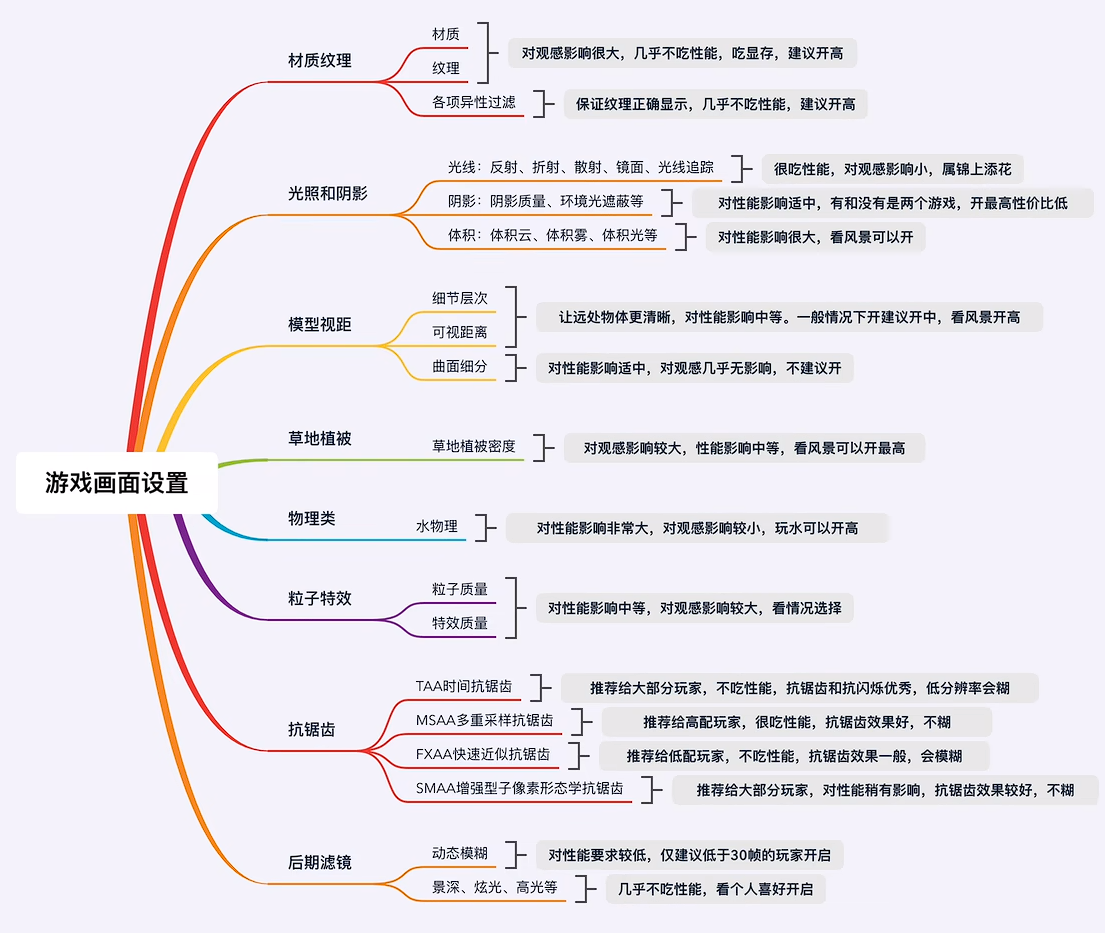 游戏画面设置
材质纹理
材质
纹理
对观感影响很大，几乎不吃性能，吃显存，建议开高
各项异性过滤
保证纹理正确显示，几乎不吃性能，建议开高
光照和阴影
光线：反射、折射、散射、镜面、光线追踪
很吃性能，对观感影响小，属锦上添花
阴影：阴影质量、环境光遮蔽等
对性能影响适中，有和没有是两个游戏，开最高性价比低
体积：体积云、体积雾、体积光等
对性能影响很大，看风景可以开
模型视距
细节层次
可视距离
让远处物体更清晰，对性能影响中等。一般情况下开建议开中，看风景开高
曲面细分
对性能影响适中，对观感几乎无影响，不建议开
草地植被
草地植被密度
对观感影响较大，性能影响中等，看风景可以开最高
物理类
水物理
对性能影响非常大，对观感影响较小，玩水可以开高
粒子特效
粒子质量
特效质量
对性能影响中等，对观感影响较大，看情况选择
抗锯齿
TAA时间抗锯齿
推荐给大部分玩家，不吃性能，抗锯齿和抗闪烁优秀，低分辨率会糊
MSAA多重采样抗锯齿
推荐给高配玩家，很吃性能，抗锯齿效果好，不糊
FXAA快速近似抗锯齿
推荐给低配玩家，不吃性能，抗锯齿效果一般，会模糊
SMAA增强型子像素形态学抗锯齿
推荐给大部分玩家，对性能稍有影响，抗锯齿效果较好，不糊
后期滤镜
动态模糊
对性能要求较低，仅建议低于30帧的玩家开启
景深、炫光、高光等
几乎不吃性能，看个人喜好开启